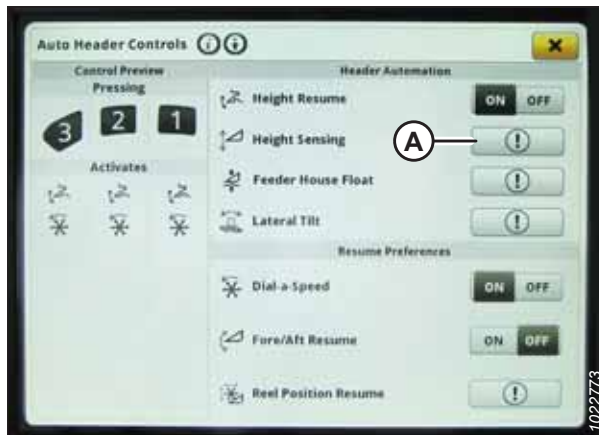 Auto Header Controls
Control Preview
Pressing
3 2 1
Activates
Header Automation
Height Resume ON OFF
Height Sensing
A
Feeder House Float
Lateral Tilt
Resume Preferences
Dial-a-Speed ON OFF
Fore/Aft Resume ON OFF
Reel Position Resume
1022773